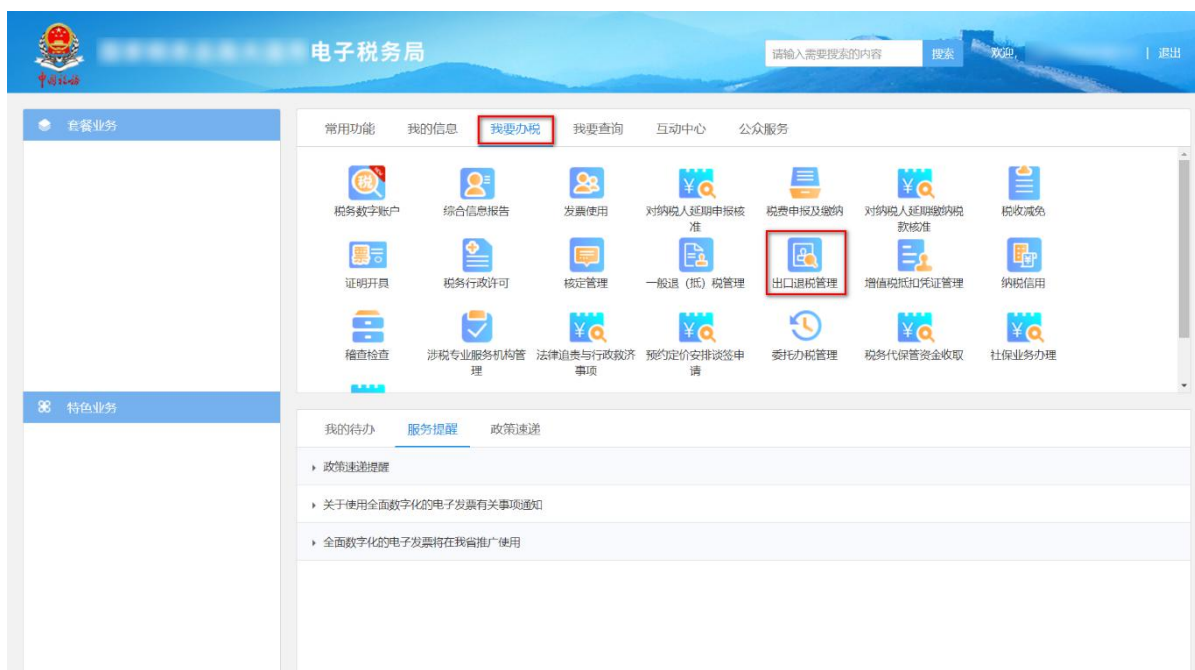 中国税务
电子税务局
请输入需要搜索的内容
搜索
欢迎,
| 退出
套餐业务
常用功能 我的信息 我要办税 我要查询 互动中心 公众服务
税务数字账户
综合信息报告
发票使用
对纳税人延期申报核
准
税费申报及缴纳
对纳税人延期缴纳税
款核准
税收减免
证明开具
税务行政许可
核定管理
一般退（抵）税管理
出口退税管理
增值税抵扣凭证管理
纳税信用
稽查检查
涉税专业服务机构管
理
法律追责与行政救济
事项
预约定价安排谈签申
请
委托办税管理
税务代保管资金收取
社保业务办理
特色业务
我的待办 服务提醒 政策速递
政策速递提醒
关于使用全面数字化的电子发票有关事项通知
全面数字化的电子发票将在我省推广使用